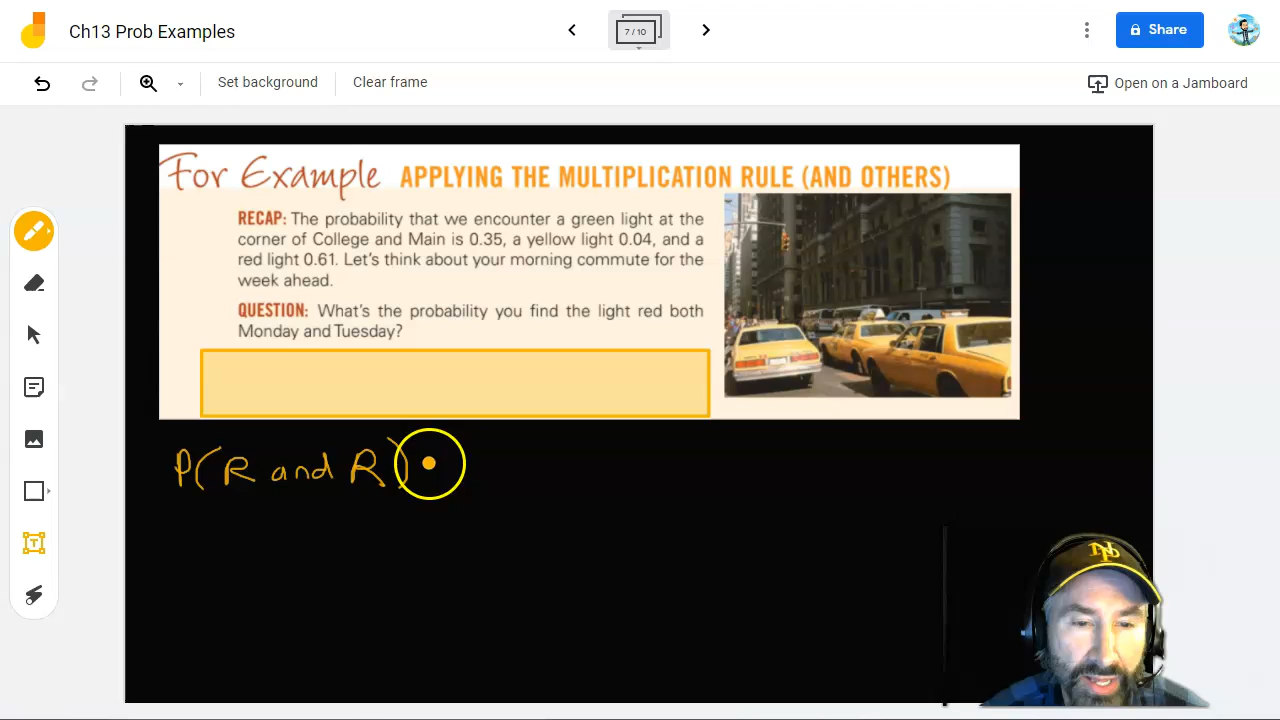 Ch13 Prob Examples
7 / 10
Share
Set background
Clear frame
Open on a Jamboard
For Example APPLYING THE MULTIPLICATION RULE (AND OTHERS)
RECAP: The probability that we encounter a green light at the
corner of College and Main is 0.35, a yellow light 0.04, and a
red light 0.61. Let's think about your morning commute for the
week ahead.
QUESTION: What's the probability you find the light red both
Monday and Tuesday?
P(R and R)